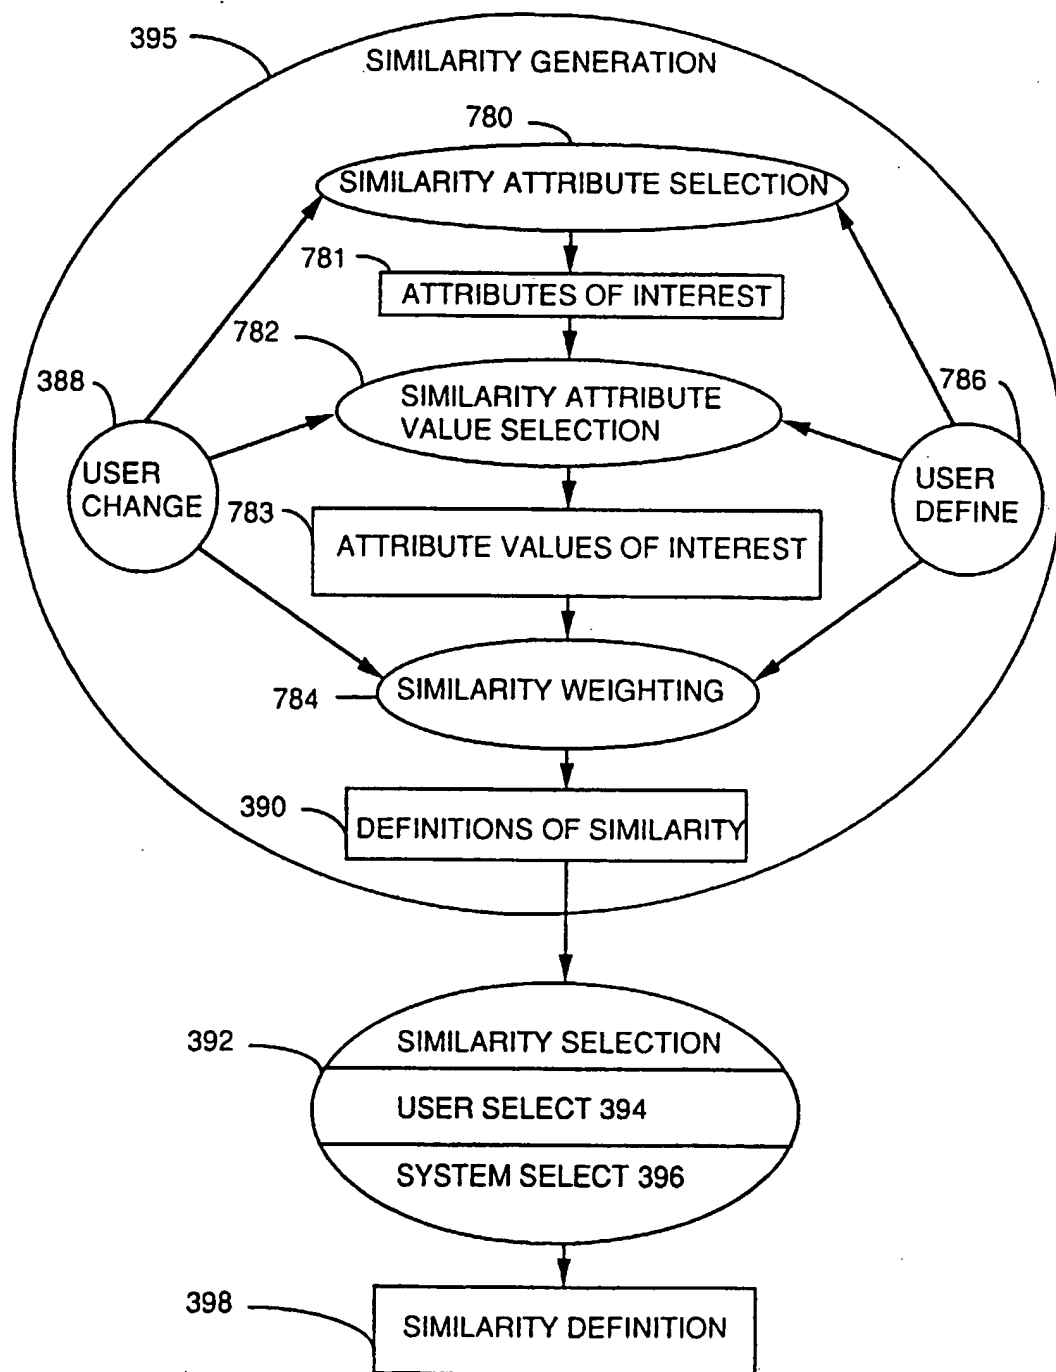 395
SIMILARITY GENERATION
780
SIMILARITY ATTRIBUTE SELECTION
781
ATTRIBUTES OF INTEREST
782
SIMILARITY ATTRIBUTE
VALUE SELECTION
388
USER
CHANGE
786
USER
DEFINE
783
ATTRIBUTE VALUES OF INTEREST
784
SIMILARITY WEIGHTING
390
DEFINITIONS OF SIMILARITY
392
SIMILARITY SELECTION
USER SELECT 394
SYSTEM SELECT 396
398
SIMILARITY DEFINITION